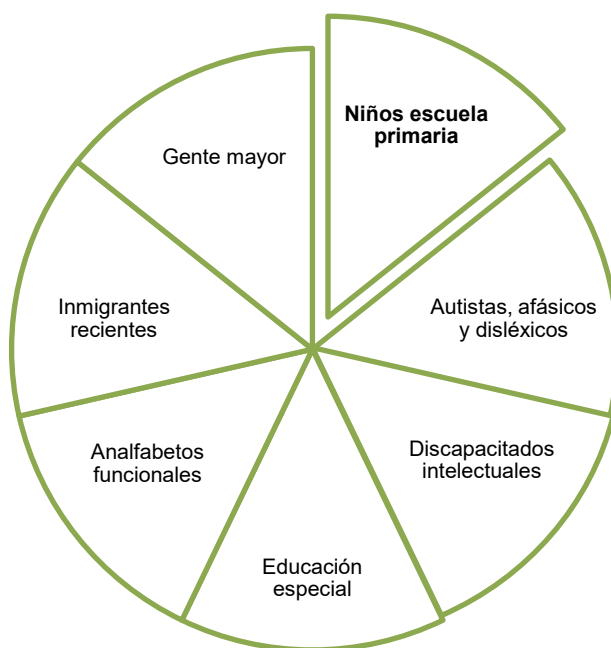 Niños escuela
primaria
Autistas, afásicos
y disléxicos
Discapacitados
intelectuales
Educación
especial
Analfabetos
funcionales
Inmigrantes
recientes
Gente mayor